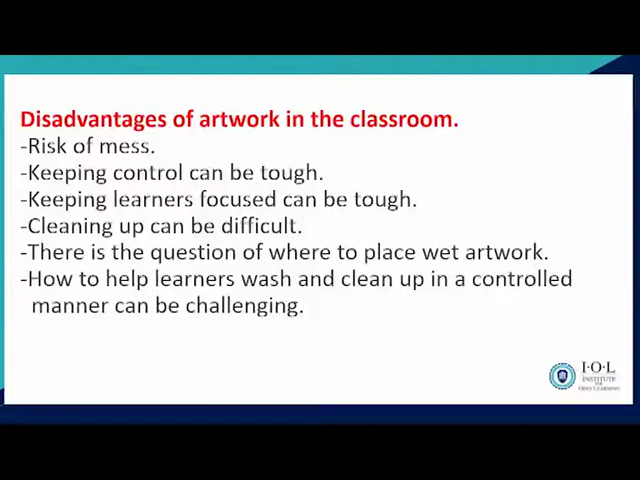 Disadvantages of artwork in the classroom.
-Risk of mess.
-Keeping control can be tough.
-Keeping learners focused can be tough.
-Cleaning up can be difficult.
-There is the question of where to place wet artwork.
-How to help learners wash and clean up in a controlled
manner can be challenging.
I·O·L
INSTITUTE
FOR
OPEN LEARNING